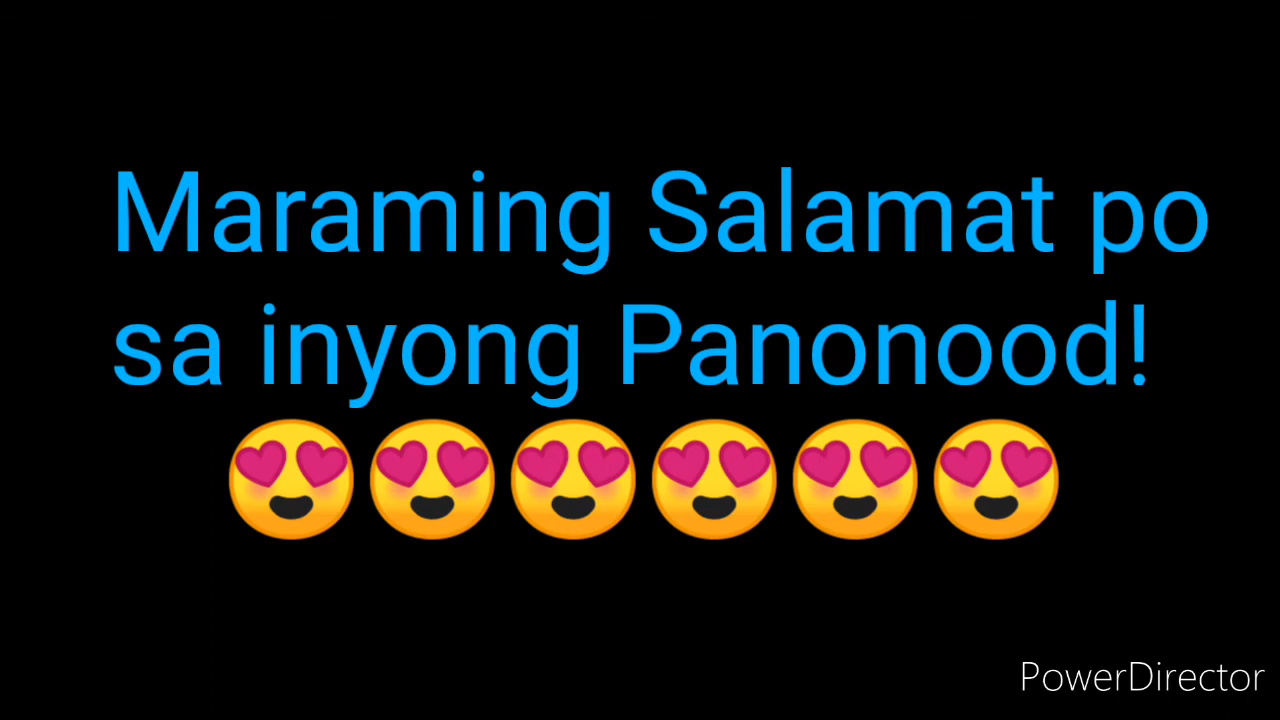 Maraming Salamat po
sa inyong Panonood!
😍😍😍😍😍😍
PowerDirector